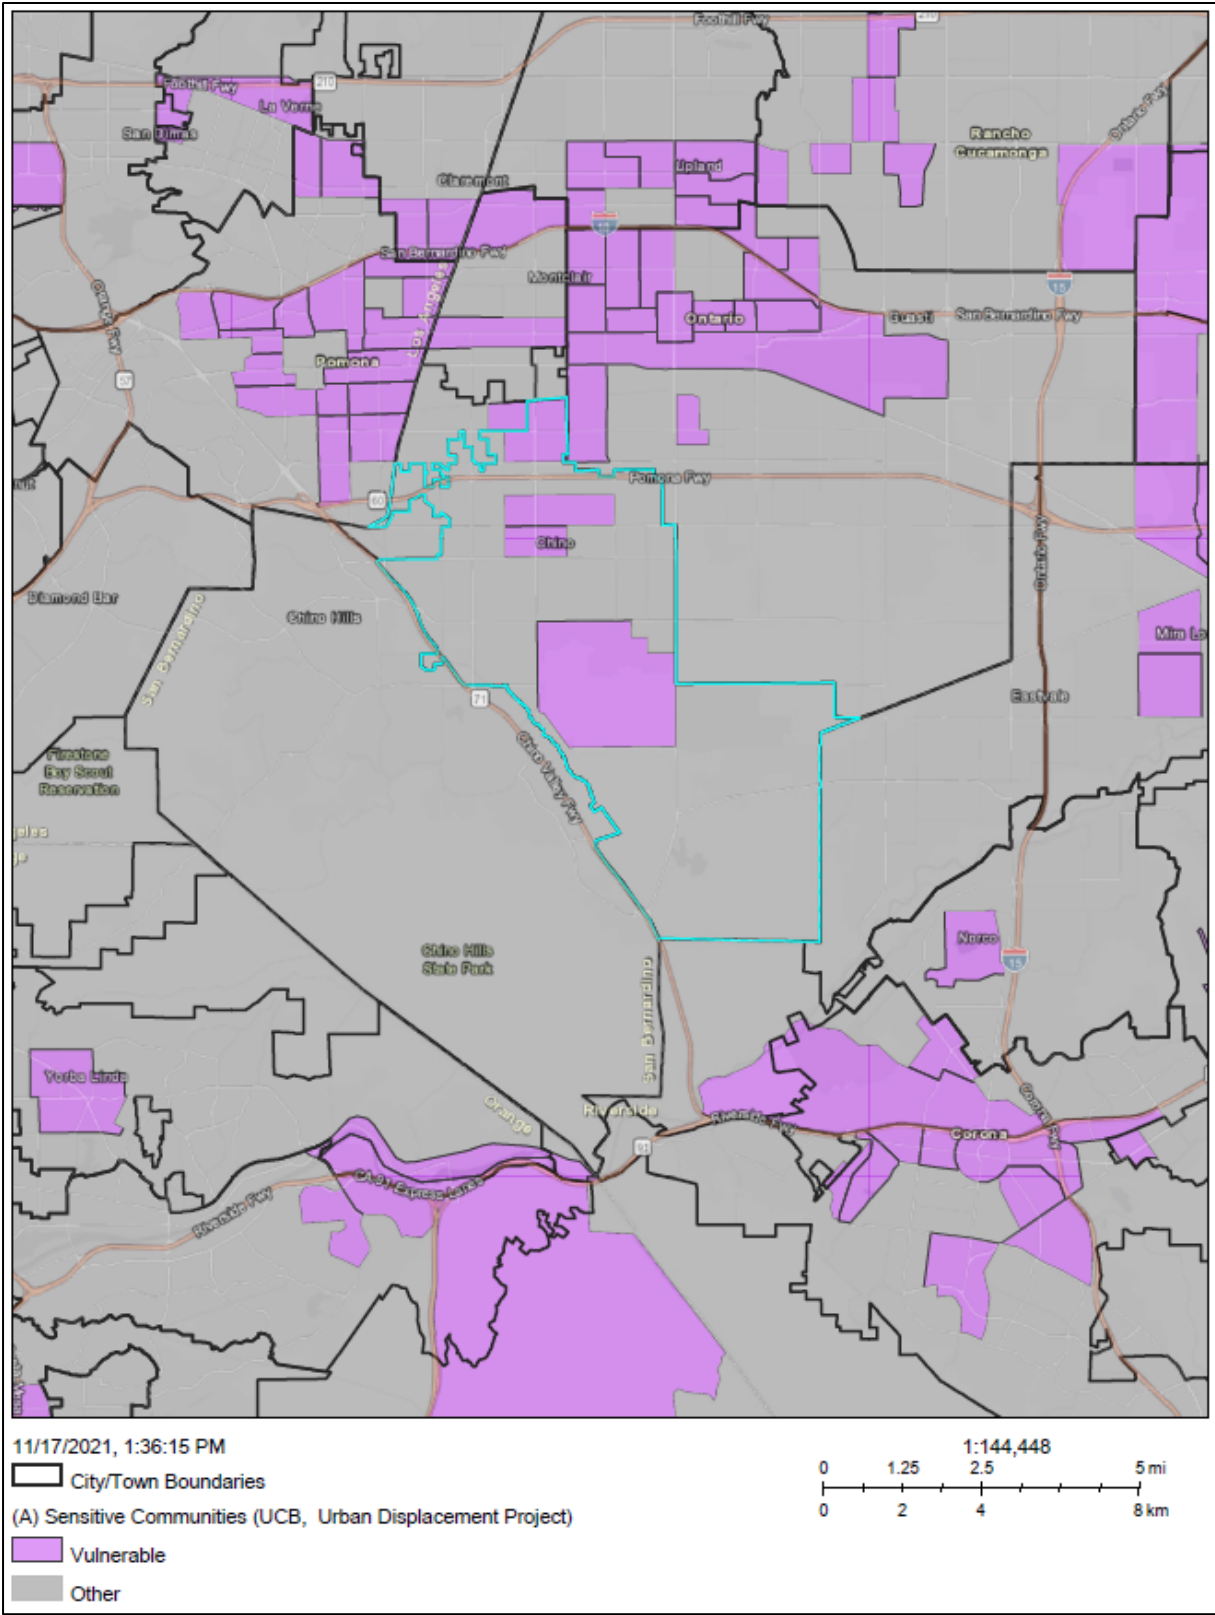 Foothill Fwy
210
Foothill Fwy
210
La Verne
San Dimas
Ontario Fwy
Rancho
Cucamonga
Upland
Claremont
San Bernardino Fwy
10
Montclair
Los Angeles
Orange Fwy
15
Ontario
Guasti
San Bernardino Fwy
Pomona
57
Pomona Fwy
60
Chino
Ontario Fwy
Diamond Bar
San Bernardino
Chino Hills
Eastvale
71
Chino Valley Fwy
Firestone
Boy Scout
Reservation
Norco
15
Chino Hills
State Park
San Bernardino
Yorba Linda
Orange
Riverside
Riverside Fwy
91
Corona
Corona Fwy
CA-91 Express Lanes
Riverside Fwy
11/17/2021, 1:36:15 PM
1:144,448
City/Town Boundaries
0 1.25 2.5 5 mi
0 2 4 8 km
(A) Sensitive Communities (UCB, Urban Displacement Project)
Vulnerable
Other